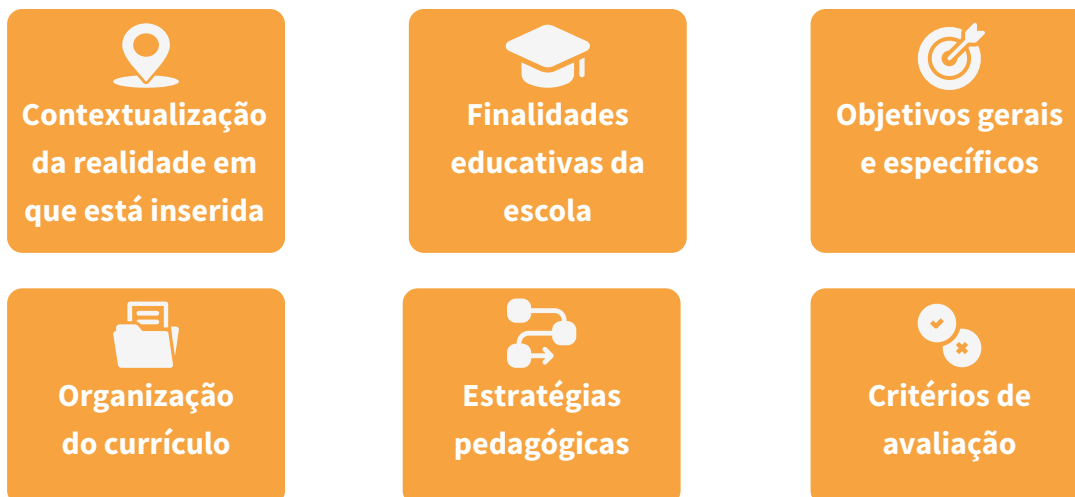 Contextualização
da realidade em
que está inserida
Finalidades
educativas da
escola
Objetivos gerais
e específicos
Organização
do currículo
Estratégias
pedagógicas
Critérios de
avaliação